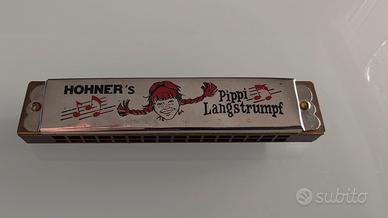 HOHNER's
Pippi
Langstrumpf
subito